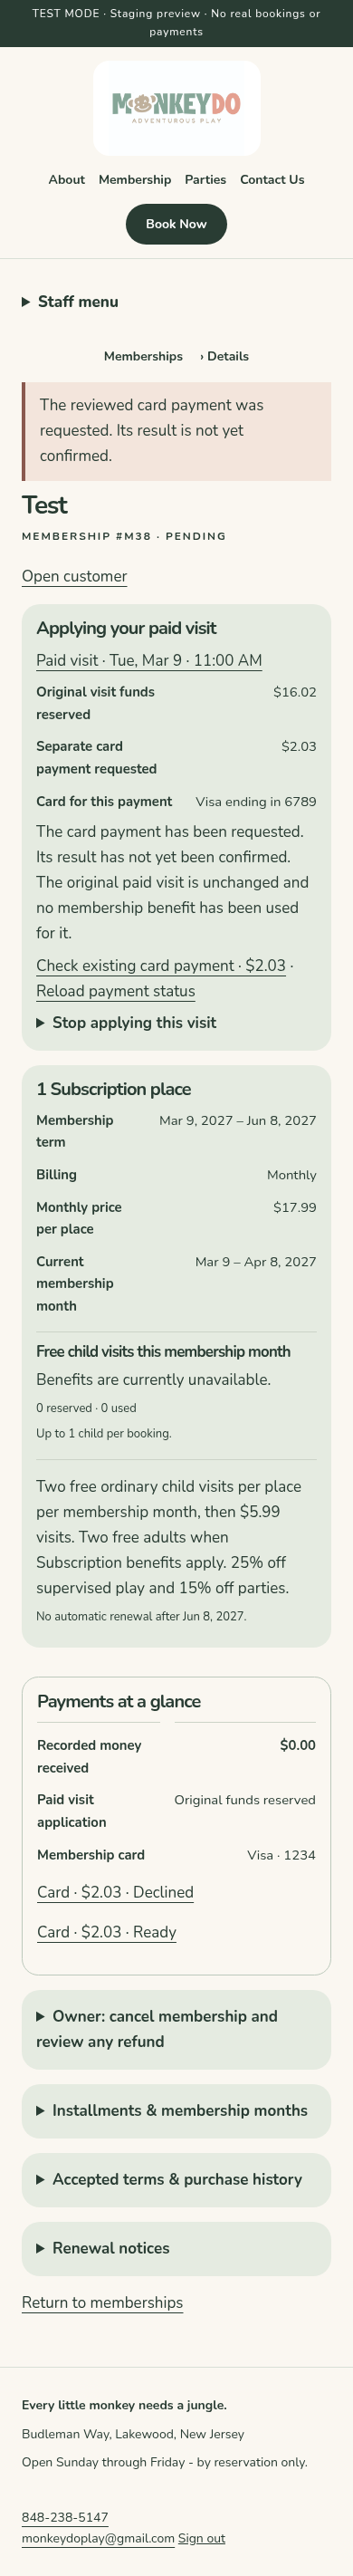 TEST MODE · Staging preview · No real bookings or
payments
MONKEYDO
ADVENTUROUS PLAY
About Membership Parties Contact Us
Book Now
▶ Staff menu
Memberships › Details
The reviewed card payment was
requested. Its result is not yet
confirmed.
Test
MEMBERSHIP #M38 · PENDING
Open customer
Applying your paid visit
Paid visit · Tue, Mar 9 · 11:00 AM
Original visit funds
reserved
$16.02
Separate card
payment requested
$2.03
Card for this payment Visa ending in 6789
The card payment has been requested.
Its result has not yet been confirmed.
The original paid visit is unchanged and
no membership benefit has been used
for it.
Check existing card payment · $2.03 ·
Reload payment status
▶ Stop applying this visit
1 Subscription place
Membership
term
Mar 9, 2027 – Jun 8, 2027
Billing Monthly
Monthly price
per place
$17.99
Current
membership
month
Mar 9 – Apr 8, 2027
Free child visits this membership month
Benefits are currently unavailable.
0 reserved · 0 used
Up to 1 child per booking.
Two free ordinary child visits per place
per membership month, then $5.99
visits. Two free adults when
Subscription benefits apply. 25% off
supervised play and 15% off parties.
No automatic renewal after Jun 8, 2027.
Payments at a glance
Recorded money
received
$0.00
Paid visit
application
Original funds reserved
Membership card Visa · 1234
Card · $2.03 · Declined
Card · $2.03 · Ready
▶ Owner: cancel membership and
review any refund
▶ Installments & membership months
▶ Accepted terms & purchase history
▶ Renewal notices
Return to memberships
Every little monkey needs a jungle.
Budleman Way, Lakewood, New Jersey
Open Sunday through Friday - by reservation only.
848-238-5147
monkeydoplay@gmail.com Sign out